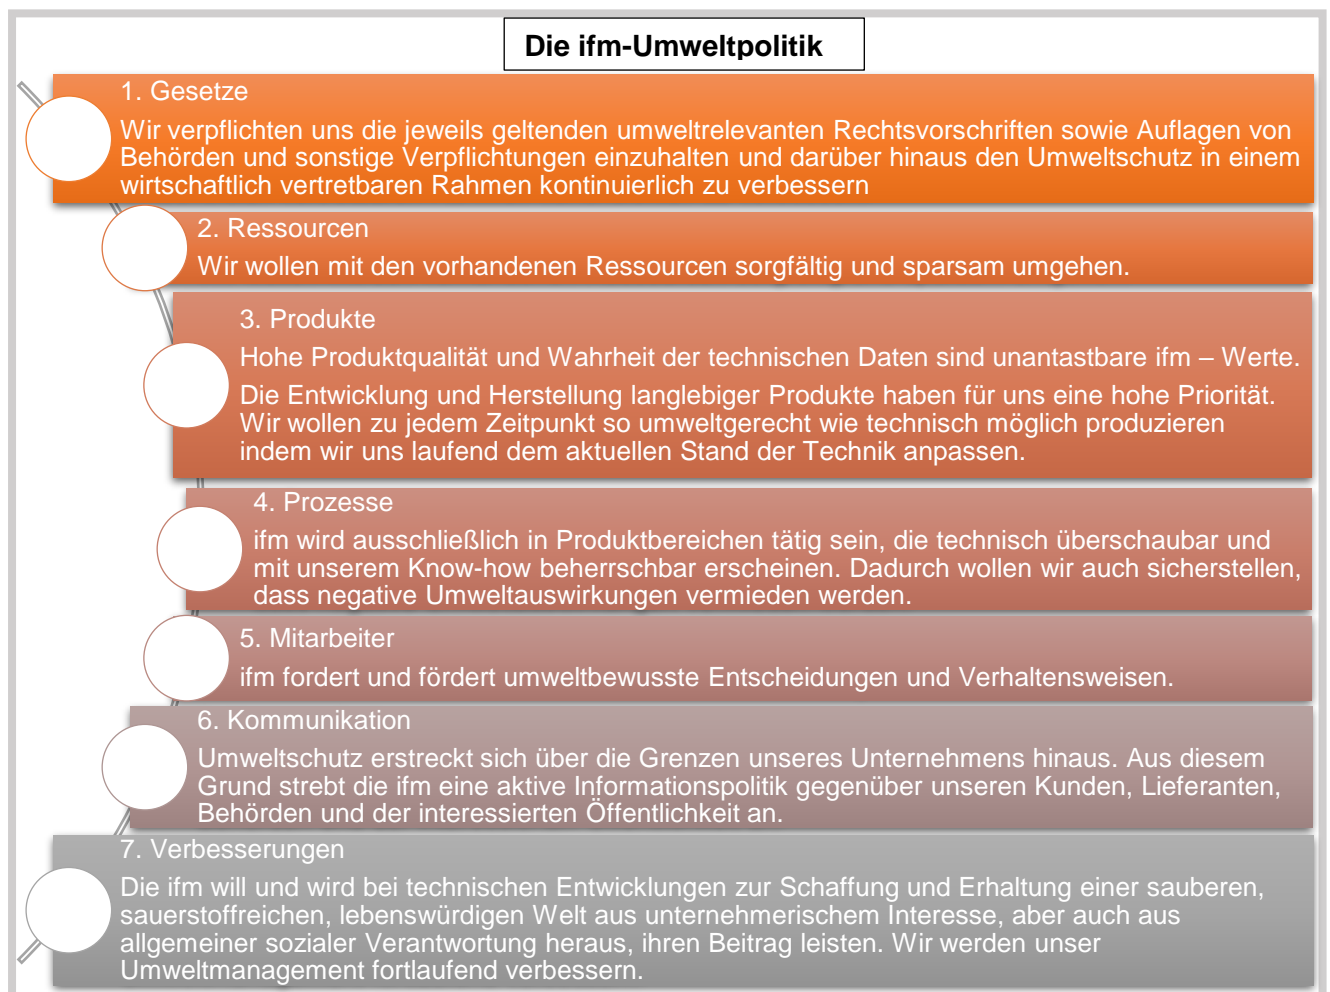 Die ifm-Umweltpolitik
1. Gesetze
Wir verpflichten uns die jeweils geltenden umweltrelevanten Rechtsvorschriften sowie Auflagen von
Behörden und sonstige Verpflichtungen einzuhalten und darüber hinaus den Umweltschutz in einem
wirtschaftlich vertretbaren Rahmen kontinuierlich zu verbessern
2. Ressourcen
Wir wollen mit den vorhandenen Ressourcen sorgfältig und sparsam umgehen.
3. Produkte
Hohe Produktqualität und Wahrheit der technischen Daten sind unantastbare ifm – Werte.
Die Entwicklung und Herstellung langlebiger Produkte haben für uns eine hohe Priorität.
Wir wollen zu jedem Zeitpunkt so umweltgerecht wie technisch möglich produzieren
indem wir uns laufend dem aktuellen Stand der Technik anpassen.
4. Prozesse
ifm wird ausschließlich in Produktbereichen tätig sein, die technisch überschaubar und
mit unserem Know-how beherrschbar erscheinen. Dadurch wollen wir auch sicherstellen,
dass negative Umweltauswirkungen vermieden werden.
5. Mitarbeiter
ifm fordert und fördert umweltbewusste Entscheidungen und Verhaltensweisen.
6. Kommunikation
Umweltschutz erstreckt sich über die Grenzen unseres Unternehmens hinaus. Aus diesem
Grund strebt die ifm eine aktive Informationspolitik gegenüber unseren Kunden, Lieferanten,
Behörden und der interessierten Öffentlichkeit an.
7. Verbesserungen
Die ifm will und wird bei technischen Entwicklungen zur Schaffung und Erhaltung einer sauberen,
sauerstoffreichen, lebenswürdigen Welt aus unternehmerischem Interesse, aber auch aus
allgemeiner sozialer Verantwortung heraus, ihren Beitrag leisten. Wir werden unser
Umweltmanagement fortlaufend verbessern.